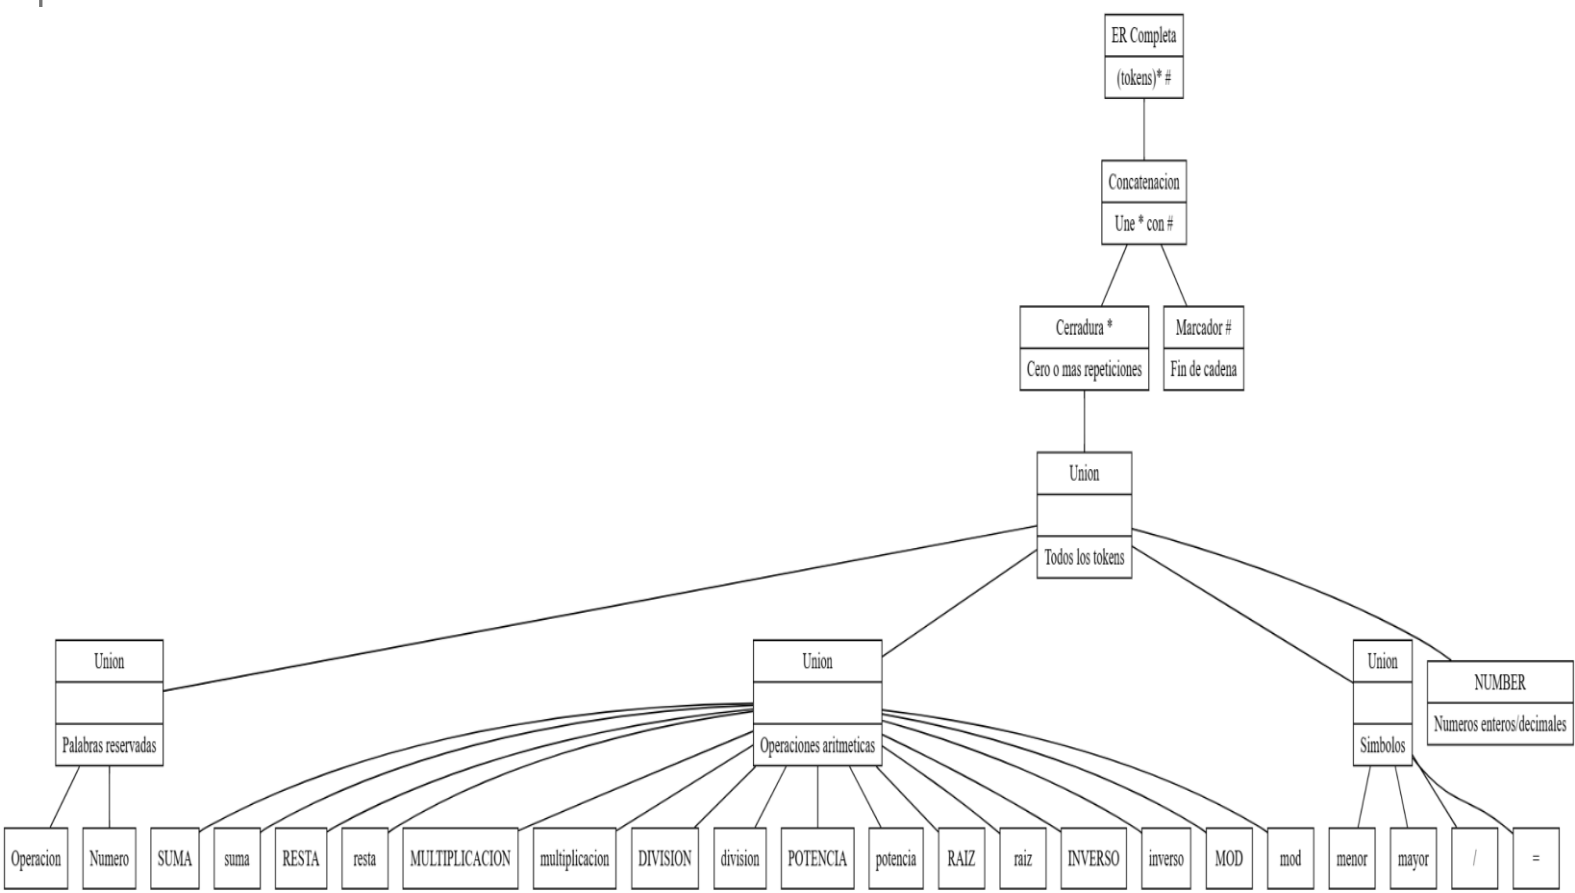 ER Completa
(tokens)* #
Concatenacion
Une * con #
Cerradura *
Cero o mas repeticiones
Marcador #
Fin de cadena
Union
Todos los tokens
Union
Palabras reservadas
Union
Operaciones aritmeticas
Union
Simbolos
NUMBER
Numeros enteros/decimales
Operacion
Numero
SUMA
suma
RESTA
resta
MULTIPLICACION
multiplicacion
DIVISION
division
POTENCIA
potencia
RAIZ
raiz
INVERSO
inverso
MOD
mod
menor
mayor
/
=